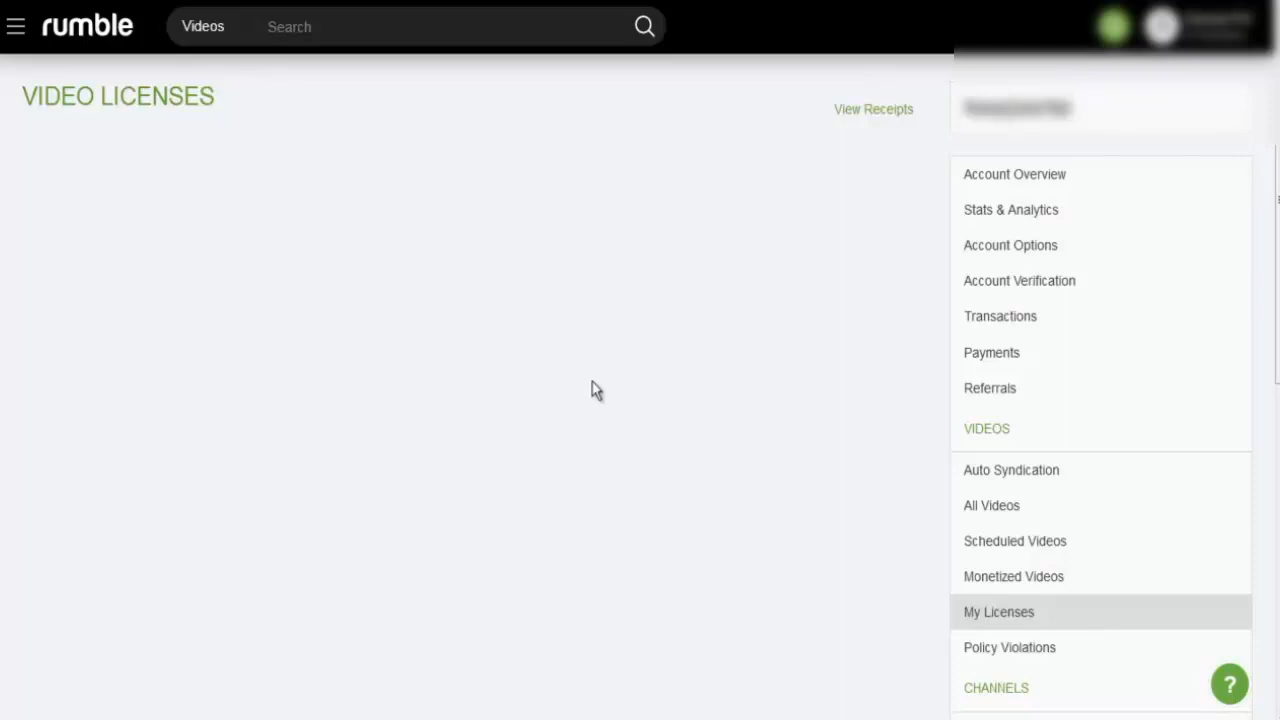 rumble
Videos
Search
VIDEO LICENSES
View Receipts
Account Overview
Stats & Analytics
Account Options
Account Verification
Transactions
Payments
Referrals
VIDEOS
Auto Syndication
All Videos
Scheduled Videos
Monetized Videos
My Licenses
Policy Violations
?
CHANNELS